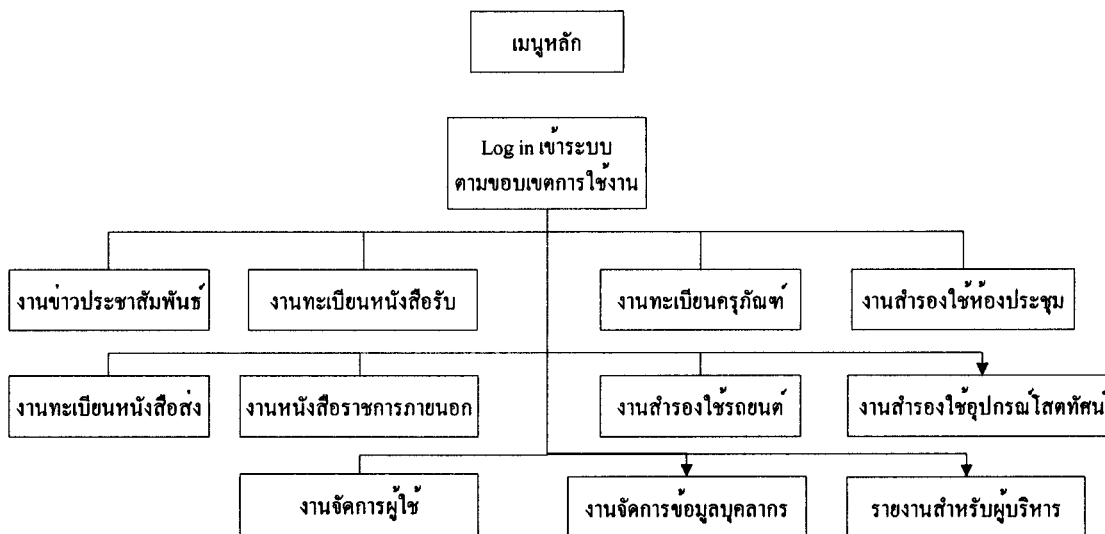 เมนูหลัก
Log in เข้าระบบ
ตามขอบเขตการใช้งาน
งานข่าวประชาสัมพันธ์
งานทะเบียนหนังสือรับ
งานทะเบียนครุภัณฑ์
งานสำรองใช้ห้องประชุม
งานทะเบียนหนังสือส่ง
งานหนังสือราชการภายนอก
งานสำรองใช้รถยนต์
งานสำรองใช้อุปกรณ์โสตทัศน์
งานจัดการผู้ใช้
งานจัดการข้อมูลบุคลากร
รายงานสำหรับผู้บริหาร